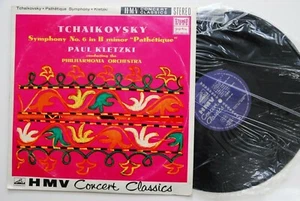 Tchaikovsky - Pathétique Symphony - Kletzki
STEREO
TCHAIKOVSKY
Symphony No. 6 in B minor "Pathétique"
PAUL KLETZKI
conducting the
PHILHARMONIA ORCHESTRA
HMV Concert Classics